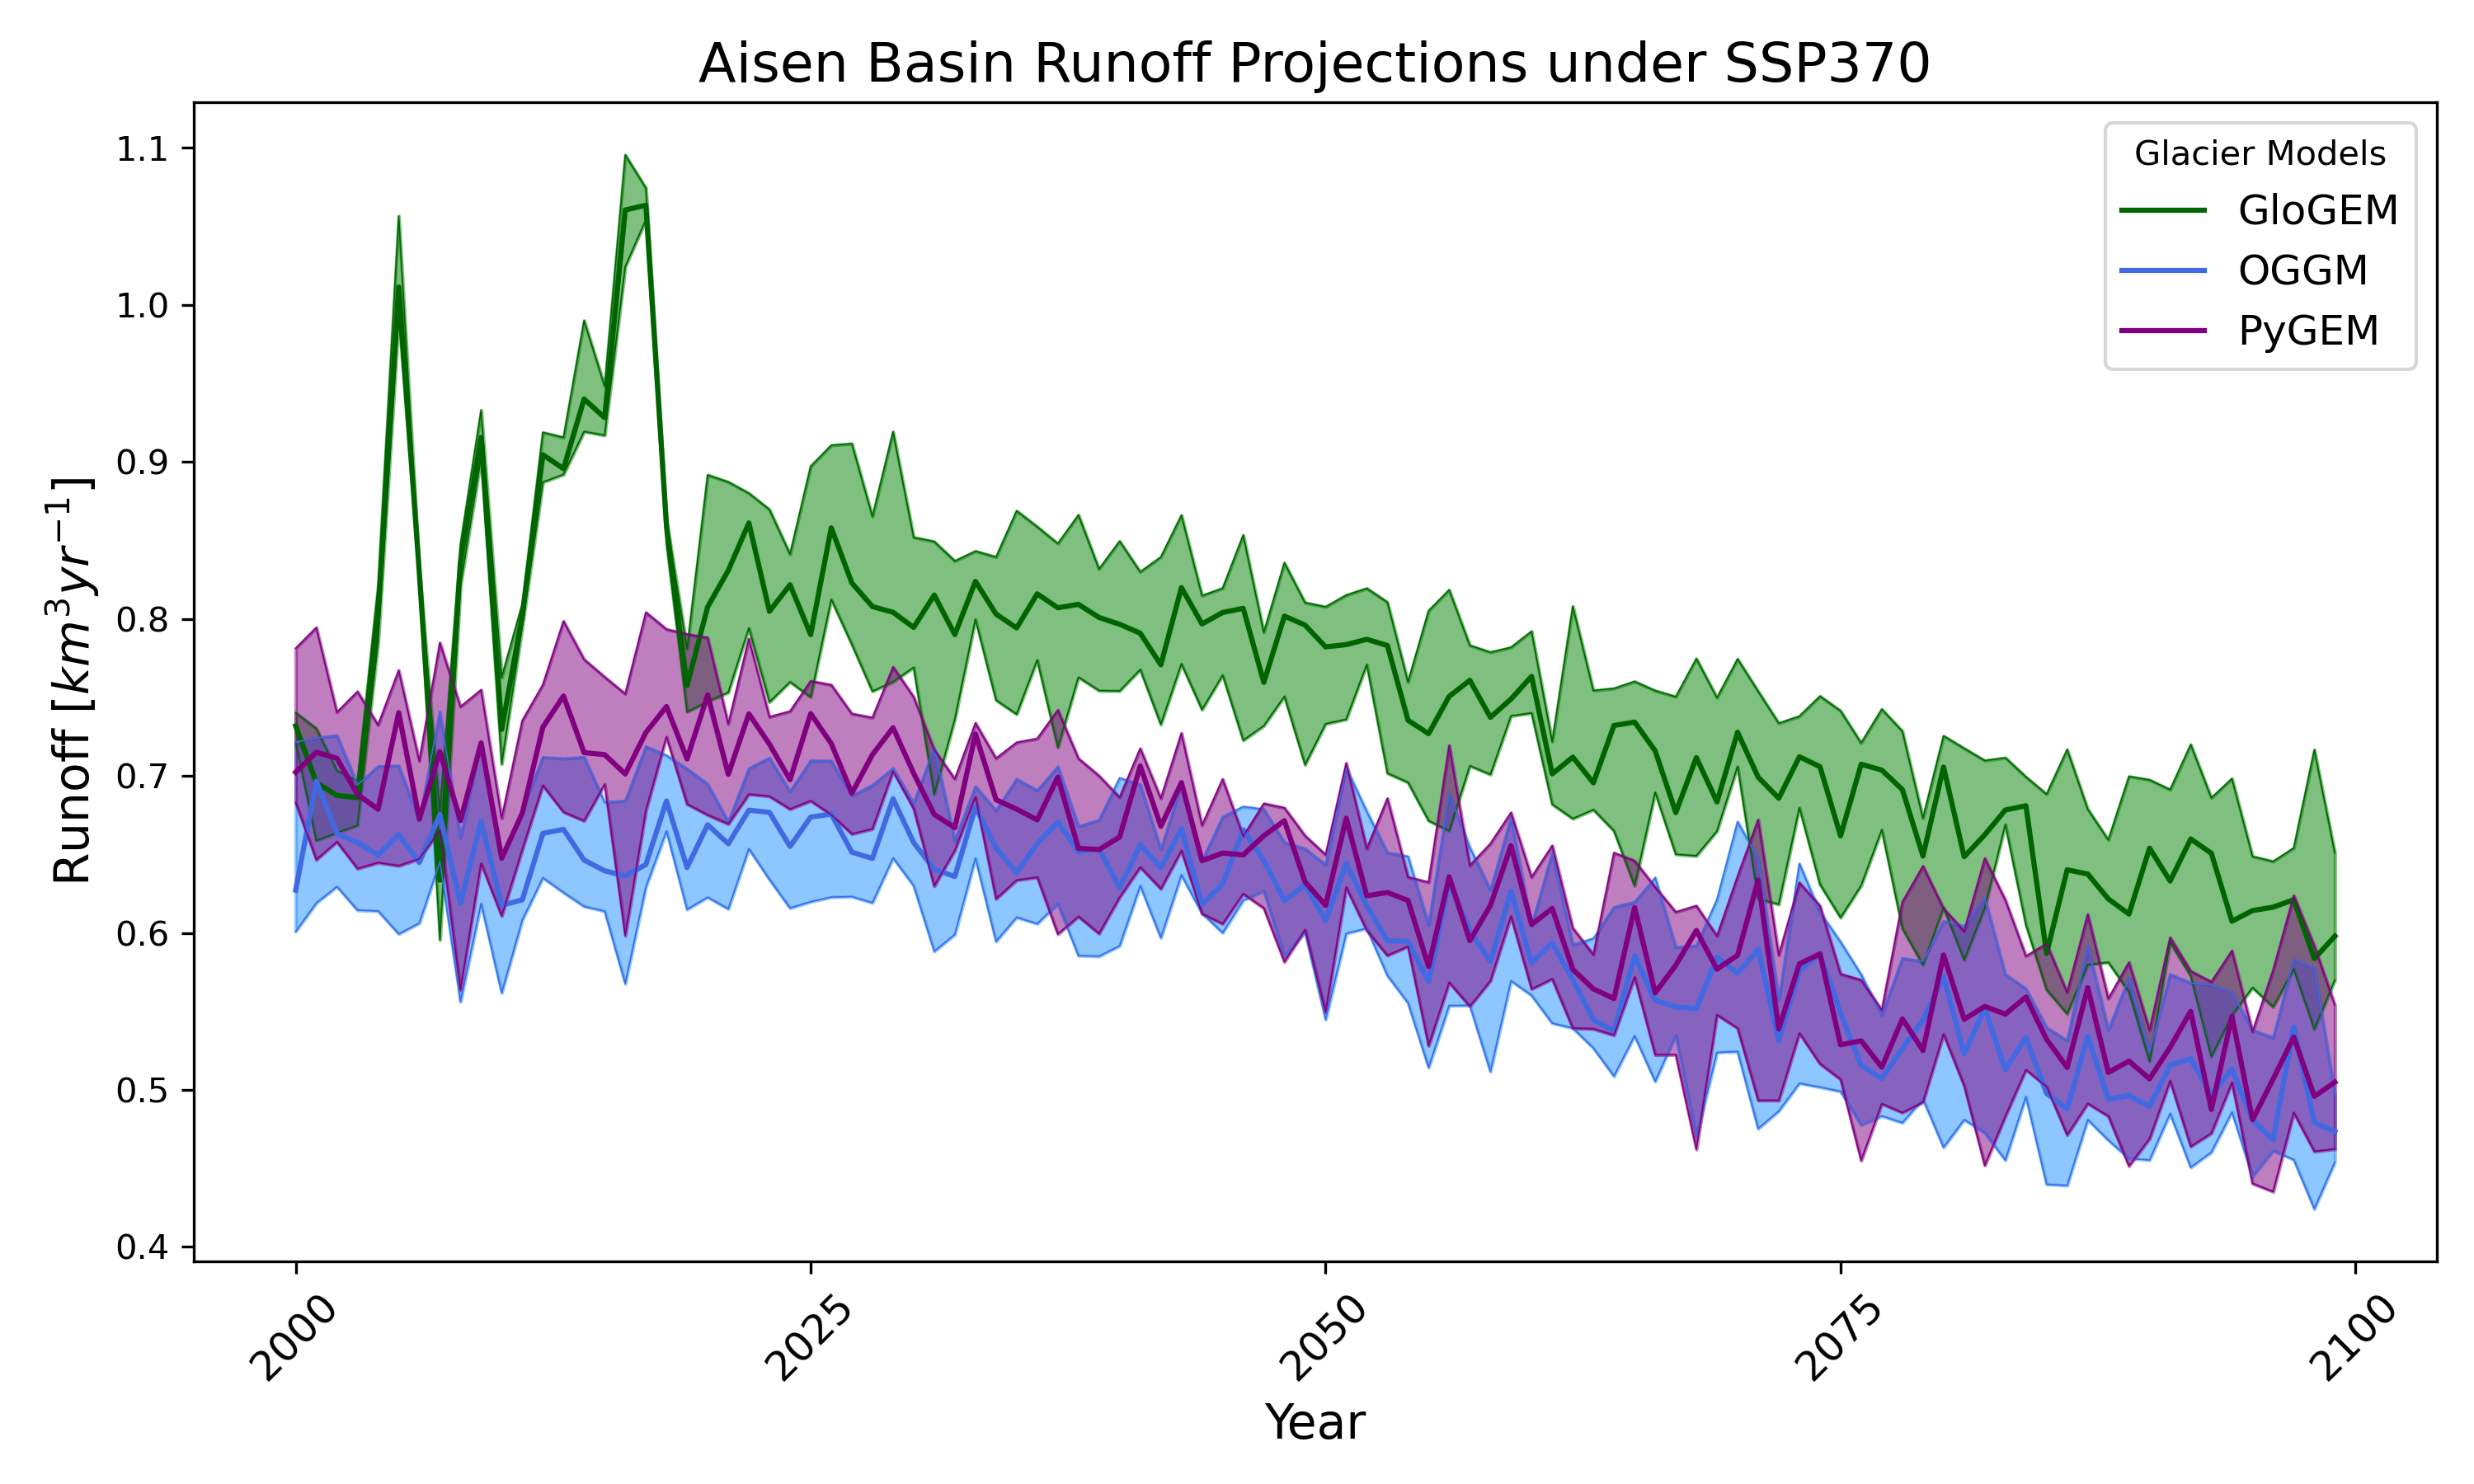 Aisen Basin Runoff Projections under SSP370
Glacier Models
GloGEM
OGGM
PyGEM
Runoff [km³yr⁻¹]
1.1
1.0
0.9
0.8
0.7
0.6
0.5
0.4
2000
2025
2050
2075
2100
Year